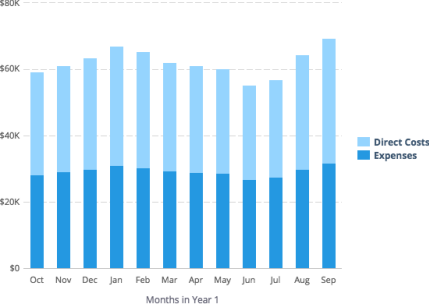 $80K
$60K
$40K
$20K
$0
Oct Nov Dec Jan Feb Mar Apr May Jun Jul Aug Sep
Months in Year 1
Direct Costs
Expenses